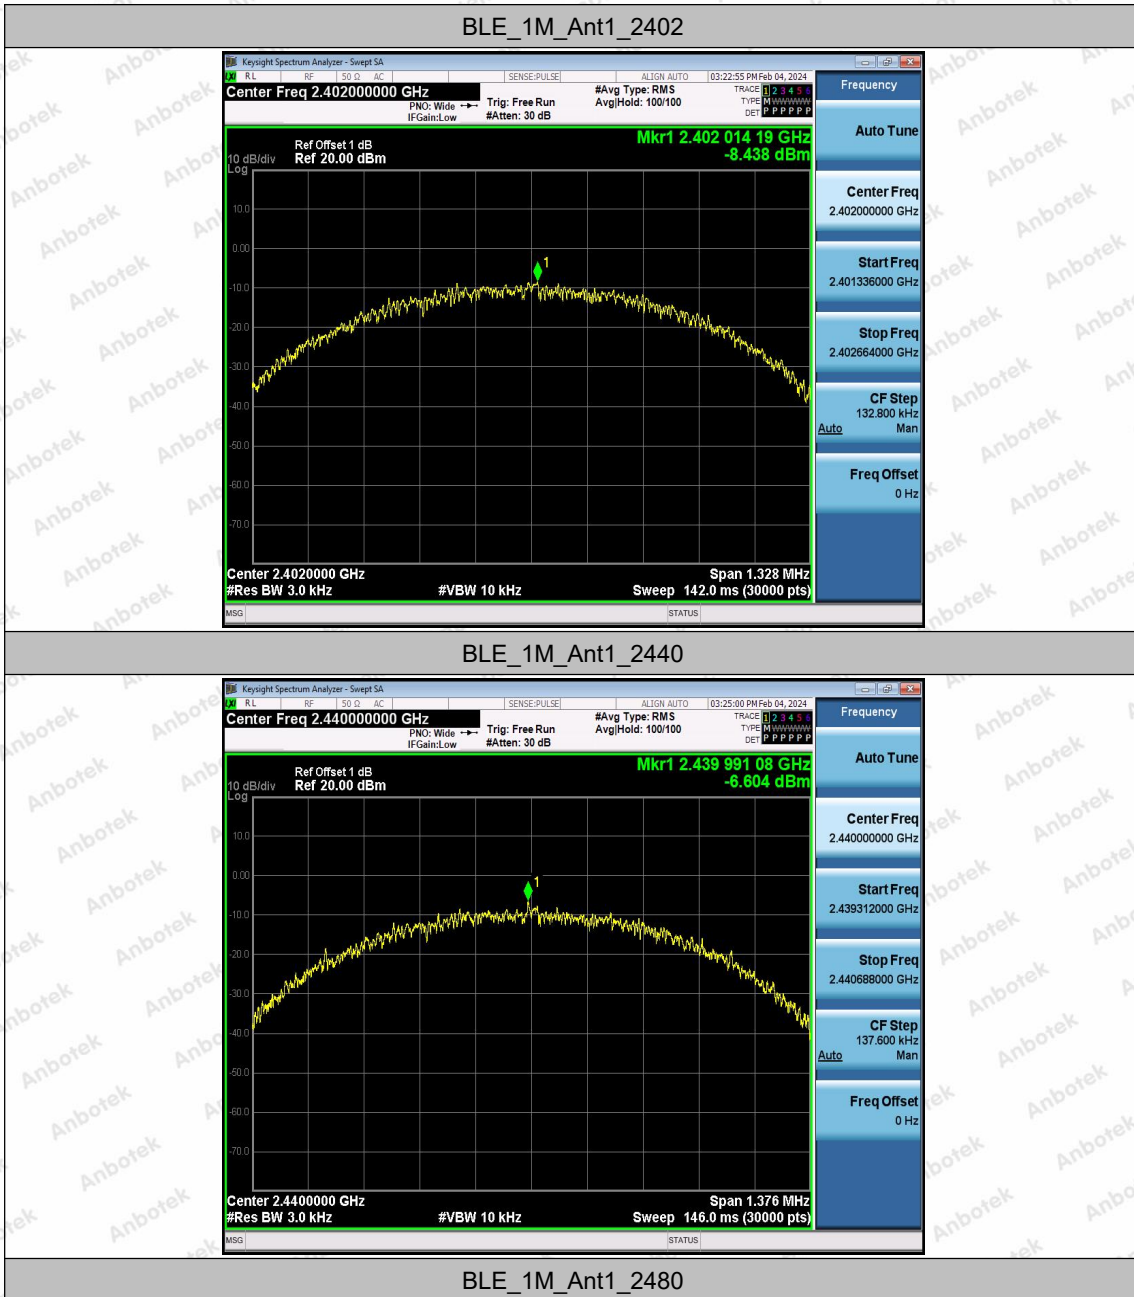 BLE_1M_Ant1_2402
Keysight Spectrum Analyzer - Swept SA
LXI RL RF 50 Ω AC SENSE:PULSE ALIGN AUTO 03:22:55 PM Feb 04, 2024
Center Freq 2.402000000 GHz
PNO: Wide
IFGain:Low
Trig: Free Run
#Atten: 30 dB
#Avg Type: RMS
Avg|Hold: 100/100
TRACE 1 2 3 4 5 6
TYPE M WWWWW
DET P P P P P P
Ref Offset 1 dB
Ref 20.00 dBm
10 dB/div
Log
Mkr1 2.402 014 19 GHz
-8.438 dBm
10.0
0.00
-10.0
-20.0
-30.0
-40.0
-50.0
-60.0
-70.0
1
Center 2.4020000 GHz
Span 1.328 MHz
#Res BW 3.0 kHz
#VBW 10 kHz
Sweep 142.0 ms (30000 pts)
MSG
STATUS
Frequency
Auto Tune
Center Freq
2.402000000 GHz
Start Freq
2.401336000 GHz
Stop Freq
2.402664000 GHz
CF Step
132.800 kHz
Auto Man
Freq Offset
0 Hz
BLE_1M_Ant1_2440
Keysight Spectrum Analyzer - Swept SA
LXI RL RF 50 Ω AC SENSE:PULSE ALIGN AUTO 03:25:00 PM Feb 04, 2024
Center Freq 2.440000000 GHz
PNO: Wide
IFGain:Low
Trig: Free Run
#Atten: 30 dB
#Avg Type: RMS
Avg|Hold: 100/100
TRACE 1 2 3 4 5 6
TYPE M WWWWW
DET P P P P P P
Ref Offset 1 dB
Ref 20.00 dBm
10 dB/div
Log
Mkr1 2.439 991 08 GHz
-6.604 dBm
10.0
0.00
-10.0
-20.0
-30.0
-40.0
-50.0
-60.0
-70.0
1
Center 2.4400000 GHz
Span 1.376 MHz
#Res BW 3.0 kHz
#VBW 10 kHz
Sweep 146.0 ms (30000 pts)
MSG
STATUS
Frequency
Auto Tune
Center Freq
2.440000000 GHz
Start Freq
2.439312000 GHz
Stop Freq
2.440688000 GHz
CF Step
137.600 kHz
Auto Man
Freq Offset
0 Hz
BLE_1M_Ant1_2480
Anbotek